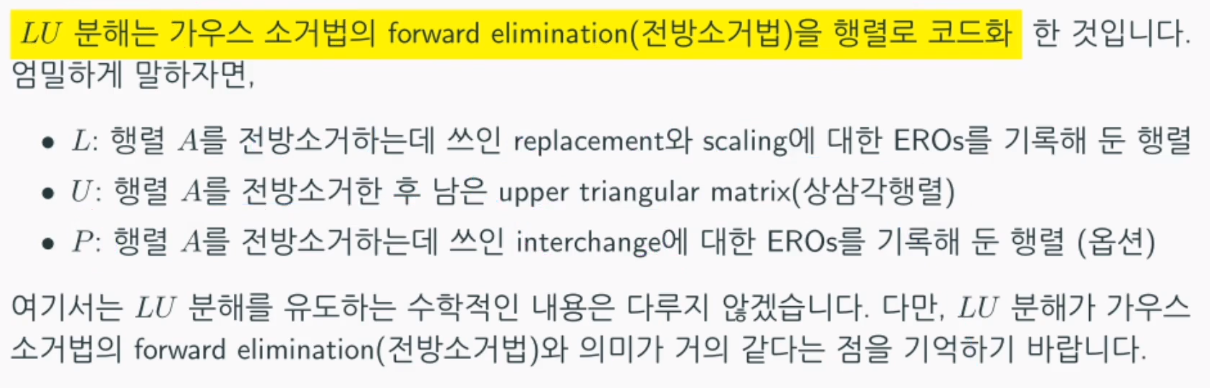 LU 분해는 가우스 소거법의 forward elimination(전방소거법)을 행렬로 코드화 한 것입니다.
엄밀하게 말하자면,
• L: 행렬 A를 전방소거하는데 쓰인 replacement와 scaling에 대한 EROs를 기록해 둔 행렬
• U: 행렬 A를 전방소거한 후 남은 upper triangular matrix(상삼각행렬)
• P: 행렬 A를 전방소거하는데 쓰인 interchange에 대한 EROs를 기록해 둔 행렬 (옵션)
여기서는 LU 분해를 유도하는 수학적인 내용은 다루지 않겠습니다. 다만, LU 분해가 가우스
소거법의 forward elimination(전방소거법)와 의미가 거의 같다는 점을 기억하기 바랍니다.